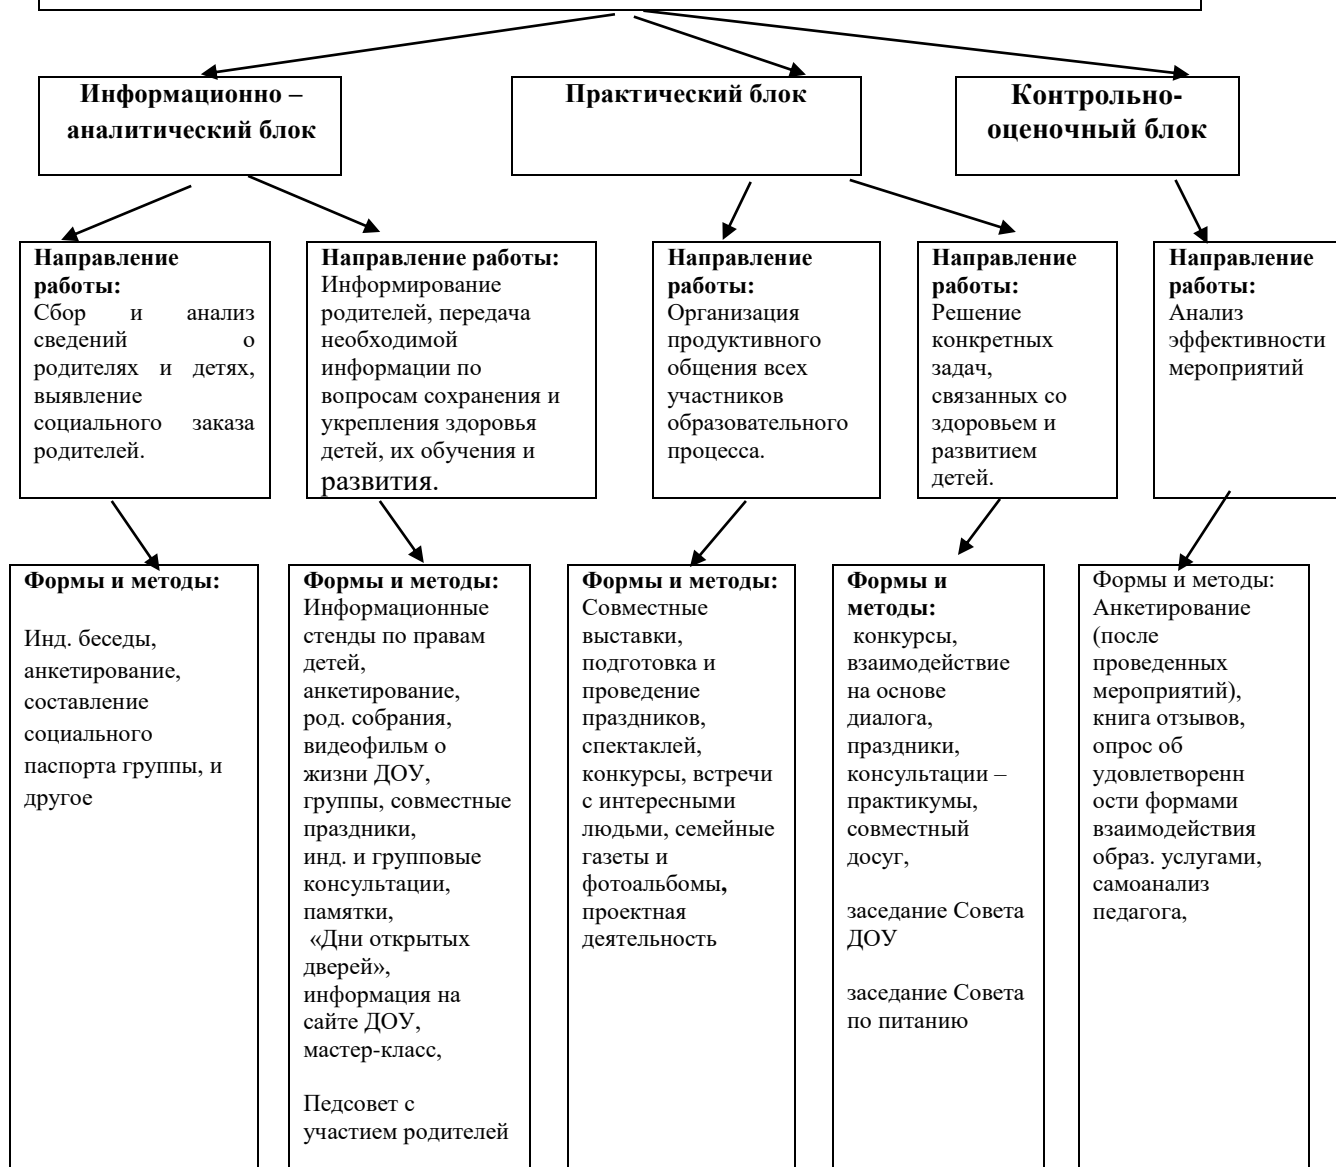 Информационно –
аналитический блок
Практический блок
Контрольно-
оценочный блок
Направление
работы:
Сбор и анализ
сведений о
родителях и детях,
выявление
социального заказа
родителей.
Направление работы:
Информирование
родителей, передача
необходимой
информации по
вопросам сохранения и
укрепления здоровья
детей, их обучения и
развития.
Направление
работы:
Организация
продуктивного
общения всех
участников
образовательного
процесса.
Направление
работы:
Решение
конкретных
задач,
связанных со
здоровьем и
развитием
детей.
Направление
работы:
Анализ
эффективности
мероприятий
Формы и методы:
Инд. беседы,
анкетирование,
составление
социального
паспорта группы, и
другое
Формы и методы:
Информационные
стенды по правам
детей,
анкетирование,
род. собрания,
видеофильм о
жизни ДОУ,
группы, совместные
праздники,
инд. и групповые
консультации,
памятки,
«Дни открытых
дверей»,
информация на
сайте ДОУ,
мастер-класс,
Педсовет с
участием родителей
Формы и методы:
Совместные
выставки,
подготовка и
проведение
праздников,
спектаклей,
конкурсы, встречи
с интересными
людьми, семейные
газеты и
фотоальбомы,
проектная
деятельность
Формы и
методы:
конкурсы,
взаимодействие
на основе
диалога,
праздники,
консультации –
практикумы,
совместный
досуг,
заседание Совета
ДОУ
заседание Совета
по питанию
Формы и методы:
Анкетирование
(после
проведенных
мероприятий),
книга отзывов,
опрос об
удовлетворенн
ости формами
взаимодействия
образ. услугами,
самоанализ
педагога,